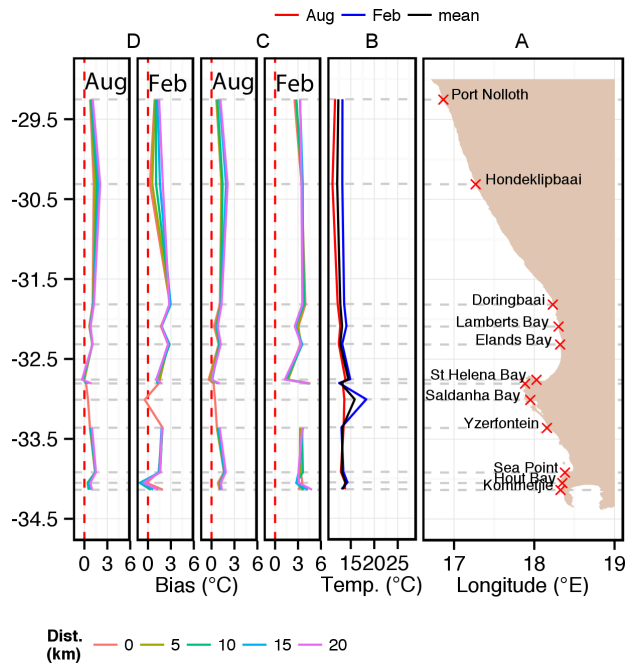 Aug Feb mean
D C B A
Aug Feb Aug Feb
Port Nolloth
-29.5
Hondeklipbaai
-30.5
-31.5
Doringbaai
Lamberts Bay
Elands Bay
-32.5
St Helena Bay
Saldanha Bay
-33.5
Yzerfontein
Sea Point
Hout Bay
Kommetjie
-34.5
0 3 6 0 3 6 0 3 6 0 3 6 15 20 25 17 18 19
Bias (°C) Temp. (°C) Longitude (°E)
Dist.
(km)
0 5 10 15 20